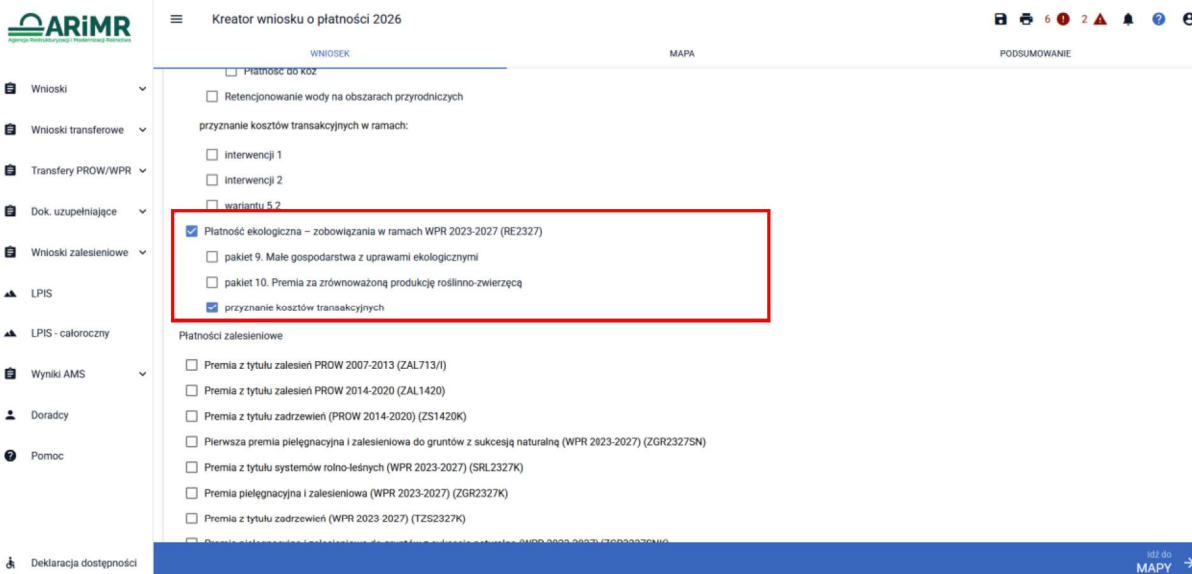 ARiMR
Agencja Restrukturyzacji i Modernizacji Rolnictwa
Kreator wniosku o płatności 2026
6
2
WNIOSEK
MAPA
PODSUMOWANIE
Wnioski
Wnioski transferowe
Transfery PROW/WPR
Dok. uzupełniające
Wnioski zalesieniowe
LPIS
LPIS - całoroczny
Wyniki AMS
Doradcy
Pomoc
Deklaracja dostępności
Płatność do kóz
Retencjonowanie wody na obszarach przyrodniczych
przyznanie kosztów transakcyjnych w ramach:
interwencji 1
interwencji 2
wariantu 5.2
Płatność ekologiczna – zobowiązania w ramach WPR 2023-2027 (RE2327)
pakiet 9. Małe gospodarstwa z uprawami ekologicznymi
pakiet 10. Premia za zrównoważoną produkcję roślinno-zwierzęcą
przyznanie kosztów transakcyjnych
Płatności zalesieniowe
Premia z tytułu zalesień PROW 2007-2013 (ZAL713/I)
Premia z tytułu zalesień PROW 2014-2020 (ZAL1420)
Premia z tytułu zadrzewień (PROW 2014-2020) (ZS1420K)
Pierwsza premia pielęgnacyjna i zalesieniowa do gruntów z sukcesją naturalną (WPR 2023-2027) (ZGR2327SN)
Premia z tytułu systemów rolno-leśnych (WPR 2023-2027) (SRL2327K)
Premia pielęgnacyjna i zalesieniowa (WPR 2023-2027) (ZGR2327K)
Premia z tytułu zadrzewień (WPR 2023-2027) (TZS2327K)
Idź do
MAPY